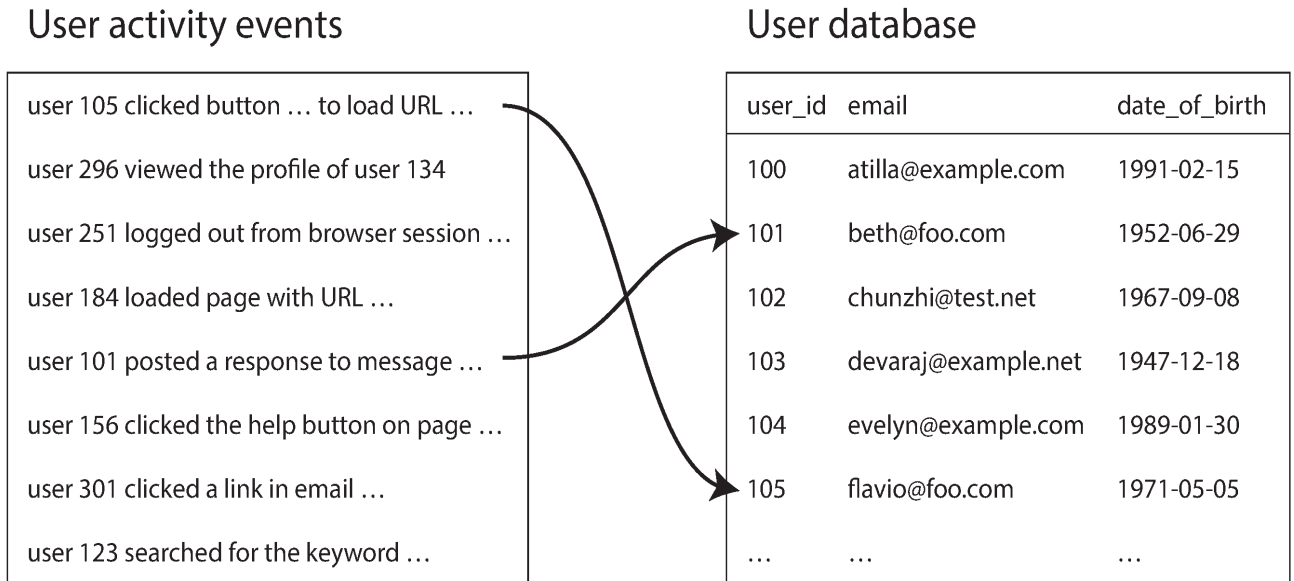 User activity events
user 105 clicked button … to load URL …
user 296 viewed the profile of user 134
user 251 logged out from browser session …
user 184 loaded page with URL …
user 101 posted a response to message …
user 156 clicked the help button on page …
user 301 clicked a link in email …
user 123 searched for the keyword …
User database
user_id email date_of_birth
100 atilla@example.com 1991-02-15
101 beth@foo.com 1952-06-29
102 chunzhi@test.net 1967-09-08
103 devaraj@example.net 1947-12-18
104 evelyn@example.com 1989-01-30
105 flavio@foo.com 1971-05-05
… … …